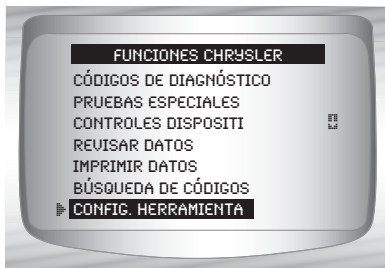 FUNCIONES CHRYSLER
CÓDIGOS DE DIAGNÓSTICO
PRUEBAS ESPECIALES
CONTROLES DISPOSITI
REVISAR DATOS
IMPRIMIR DATOS
BÚSQUEDA DE CÓDIGOS
CONFIG. HERRAMIENTA